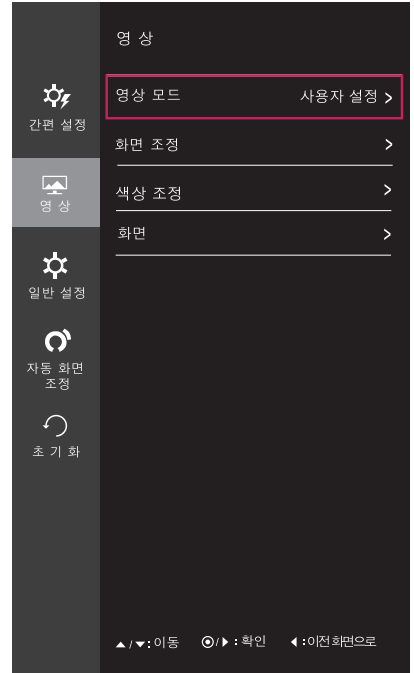 영 상
영상 모드 사용자 설정 >
화면 조정 >
색상 조정 >
화면 >
간편 설정
영 상
일반 설정
자동 화면
조정
초 기 화
▲/▼:이동 ⦿/▶ : 확인 ◀ :이전 화면으로